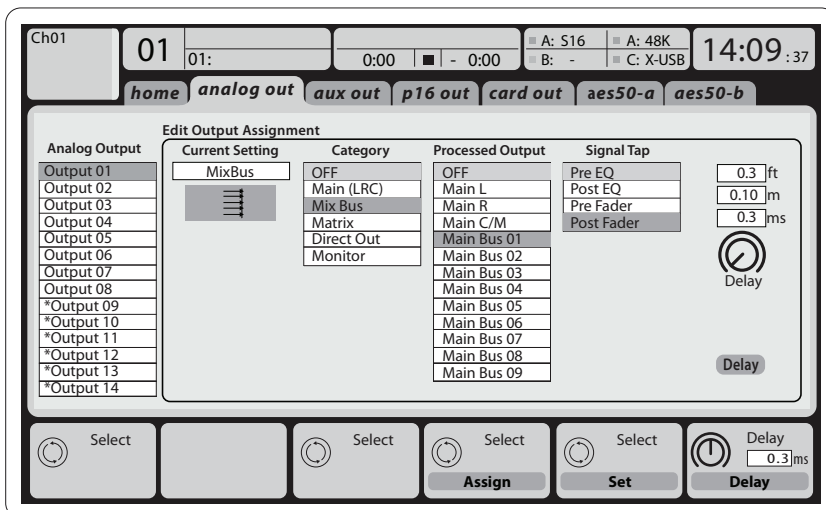 Ch01
01
01:
0:00
- 0:00
A: S16
A: 48K
B: -
C: X-USB
14:09 : 37
home
analog out
aux out
p16 out
card out
aes50-a
aes50-b
Edit Output Assignment
Analog Output
Output 01
Output 02
Output 03
Output 04
Output 05
Output 06
Output 07
Output 08
*Output 09
*Output 10
*Output 11
*Output 12
*Output 13
*Output 14
Current Setting
MixBus
Category
OFF
Main (LRC)
Mix Bus
Matrix
Direct Out
Monitor
Processed Output
OFF
Main L
Main R
Main C/M
Main Bus 01
Main Bus 02
Main Bus 03
Main Bus 04
Main Bus 05
Main Bus 06
Main Bus 07
Main Bus 08
Main Bus 09
Signal Tap
Pre EQ
Post EQ
Pre Fader
Post Fader
0.3 ft
0.10 m
0.3 ms
Delay
Delay
Select
Select
Select
Assign
Select
Set
Delay
0.3 ms
Delay